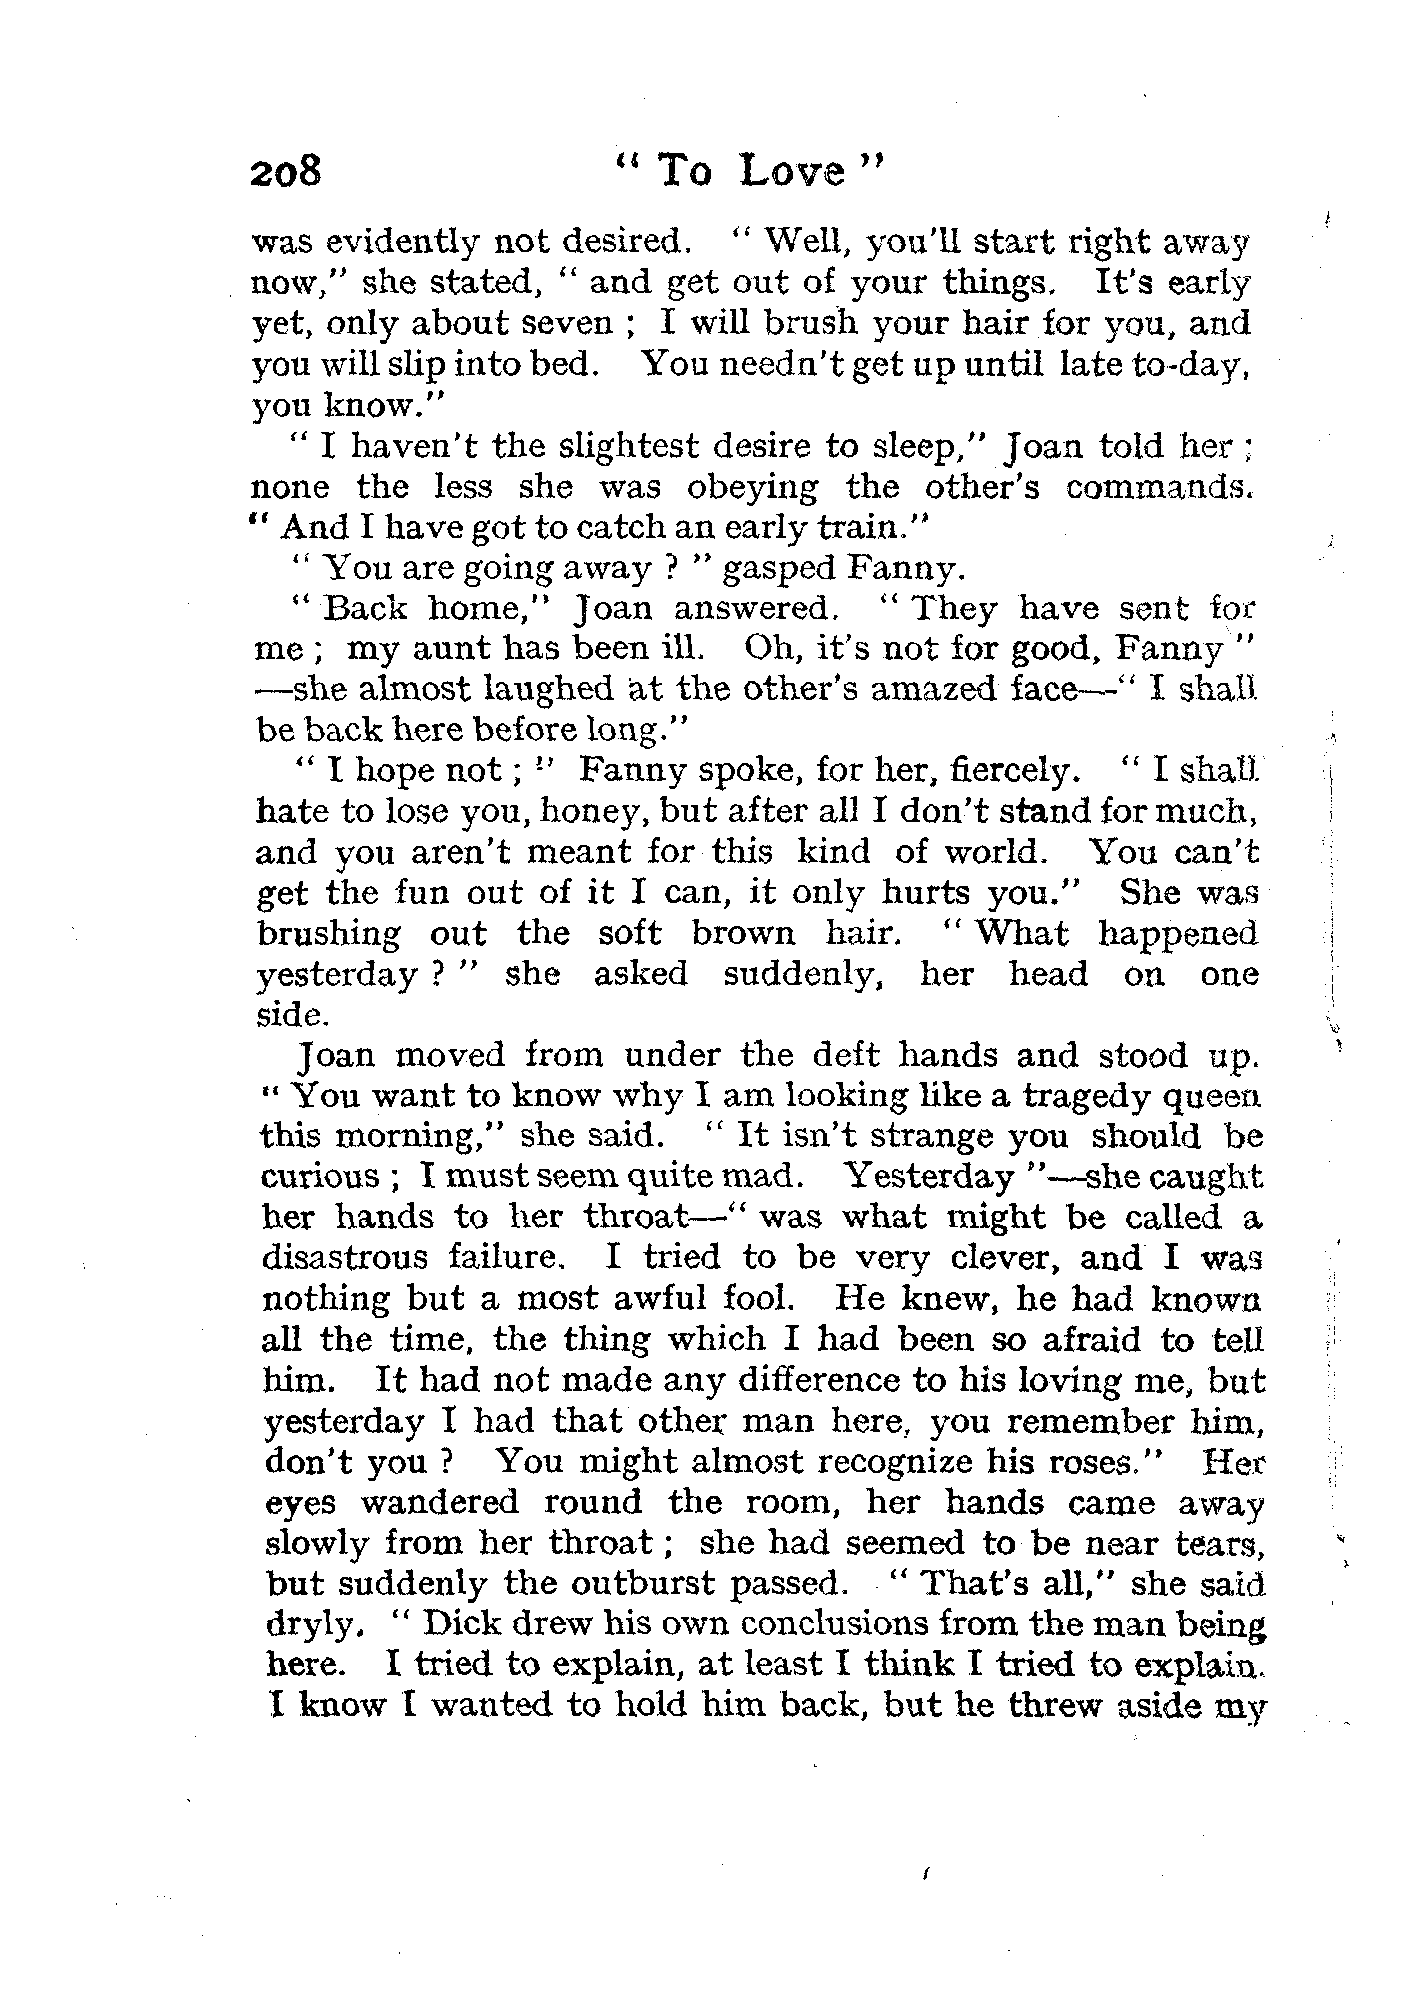 208 " To Love "
was evidently not desired. " Well, you'll start right away
now," she stated, " and get out of your things. It's early
yet, only about seven ; I will brush your hair for you, and
you will slip into bed. You needn't get up until late to-day,
you know."
" I haven't the slightest desire to sleep," Joan told her ;
none the less she was obeying the other's commands.
" And I have got to catch an early train."
" You are going away ? " gasped Fanny.
" Back home," Joan answered. " They have sent for
me ; my aunt has been ill. Oh, it's not for good, Fanny "
—she almost laughed at the other's amazed face—" I shall
be back here before long."
" I hope not ; " Fanny spoke, for her, fiercely. " I shall
hate to lose you, honey, but after all I don't stand for much,
and you aren't meant for this kind of world. You can't
get the fun out of it I can, it only hurts you." She was
brushing out the soft brown hair. " What happened
yesterday ? " she asked suddenly, her head on one
side.
Joan moved from under the deft hands and stood up.
" You want to know why I am looking like a tragedy queen
this morning," she said. " It isn't strange you should be
curious ; I must seem quite mad. Yesterday "—she caught
her hands to her throat—" was what might be called a
disastrous failure. I tried to be very clever, and I was
nothing but a most awful fool. He knew, he had known
all the time, the thing which I had been so afraid to tell
him. It had not made any difference to his loving me, but
yesterday I had that other man here, you remember him,
don't you ? You might almost recognize his roses." Her
eyes wandered round the room, her hands came away
slowly from her throat ; she had seemed to be near tears,
but suddenly the outburst passed. " That's all," she said
dryly. " Dick drew his own conclusions from the man being
here. I tried to explain, at least I think I tried to explain.
I know I wanted to hold him back, but he threw aside my